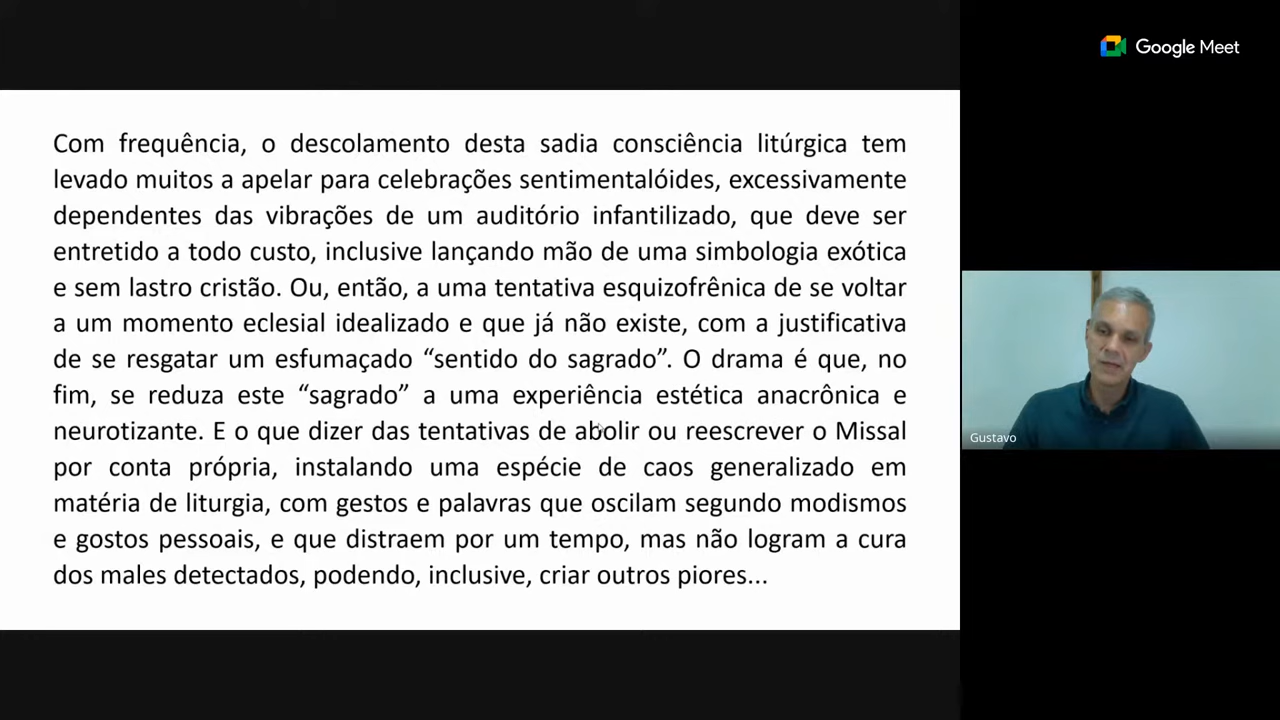 Google Meet
Com frequência, o descolamento desta sadia consciência litúrgica tem
levado muitos a apelar para celebrações sentimentalóides, excessivamente
dependentes das vibrações de um auditório infantilizado, que deve ser
entretido a todo custo, inclusive lançando mão de uma simbologia exótica
e sem lastro cristão. Ou, então, a uma tentativa esquizofrênica de se voltar
a um momento eclesial idealizado e que já não existe, com a justificativa
de se resgatar um esfumaçado “sentido do sagrado”. O drama é que, no
fim, se reduza este “sagrado” a uma experiência estética anacrônica e
neurotizante. E o que dizer das tentativas de abolir ou reescrever o Missal
por conta própria, instalando uma espécie de caos generalizado em
matéria de liturgia, com gestos e palavras que oscilam segundo modismos
e gostos pessoais, e que distraem por um tempo, mas não logram a cura
dos males detectados, podendo, inclusive, criar outros piores...
Gustavo